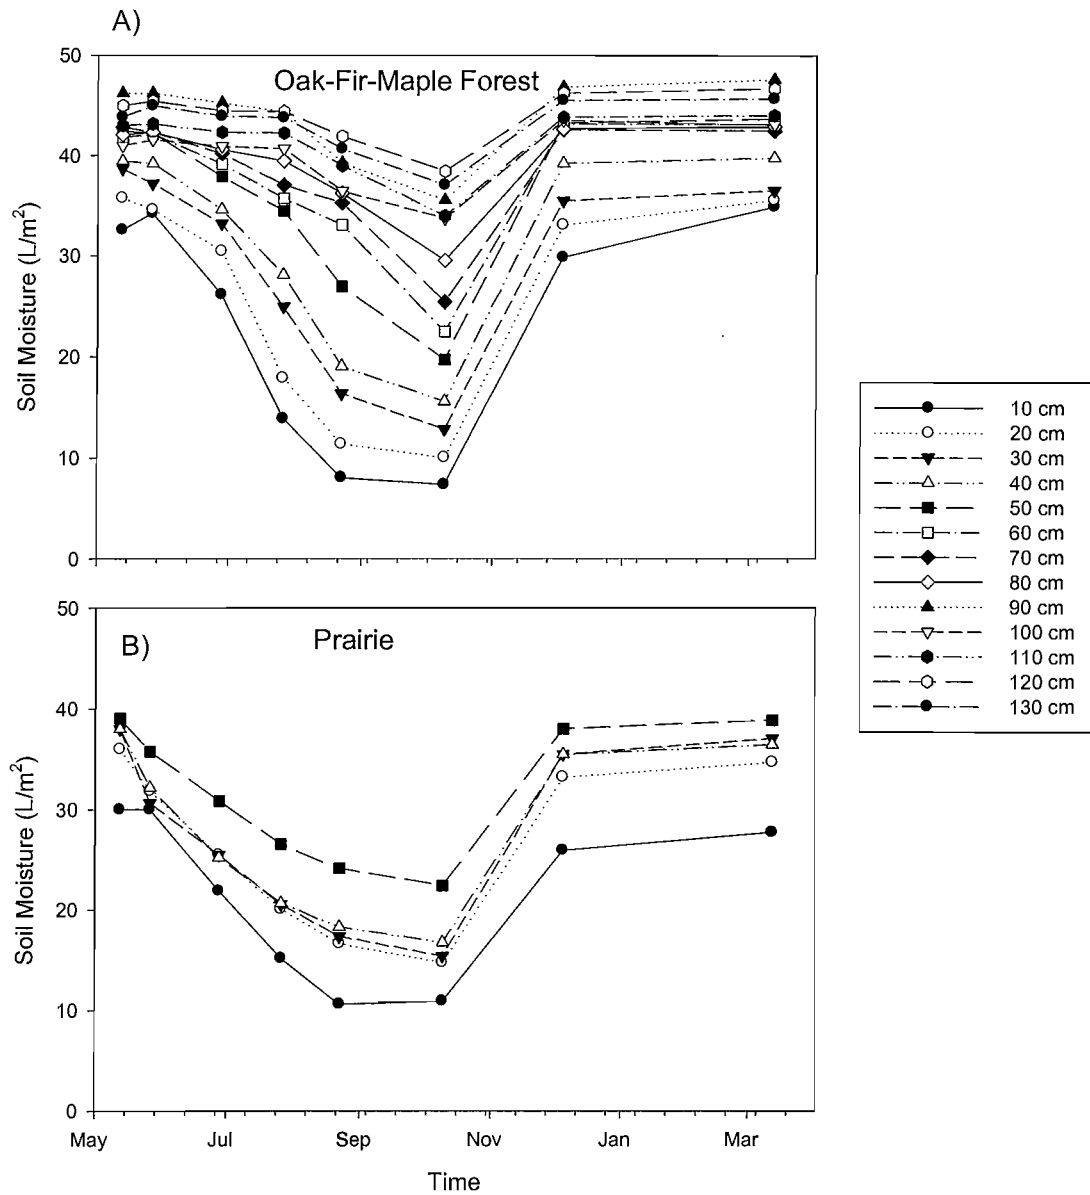 A)
Oak-Fir-Maple Forest
50
40
30
20
10
0
Soil Moisture (L/m²)
10 cm
20 cm
30 cm
40 cm
50 cm
60 cm
70 cm
80 cm
90 cm
100 cm
110 cm
120 cm
130 cm
B)
Prairie
50
40
30
20
10
0
Soil Moisture (L/m²)
May Jul Sep Nov Jan Mar
Time